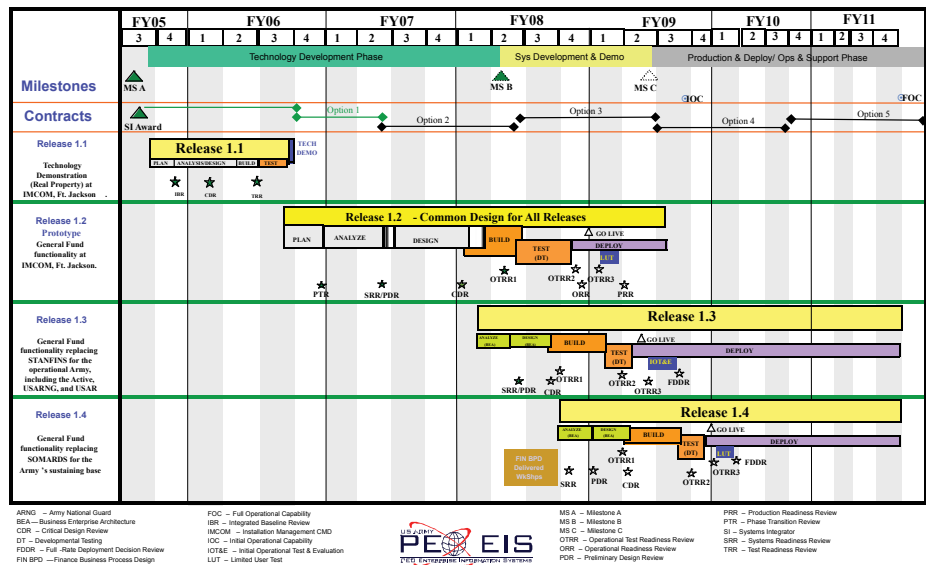 FY05 FY06 FY07 FY08 FY09 FY10 FY11
3 4 1 2 3 4 1 2 3 4 1 2 3 4 1 2 3 4 1 2 3 4 1 2 3 4
Technology Development Phase Sys Development & Demo Production & Deploy/ Ops & Support Phase
Milestones
MS A MS B MS C
IOC FOC
Contracts
SI Award
Option 1
Option 2
Option 3
Option 4
Option 5
Release 1.1
Technology
Demonstration
(Real Property) at
IMCOM, Ft. Jackson .
Release 1.1
TECH
DEMO
PLAN ANALYSIS/DESIGN BUILD TEST
IBR CDR TRR
Release 1.2
Prototype
General Fund
functionality at
IMCOM, Ft. Jackson.
Release 1.2 - Common Design for All Releases
PLAN ANALYZE DESIGN BUILD
TEST
(DT)
GO LIVE
DEPLOY
LUT
OTRR1 OTRR2 OTRR3
PTR SRR/PDR CDR ORR PRR
Release 1.3
General Fund
functionality replacing
STANFINS for the
operational Army,
including the Active,
USARNG, and USAR
Release 1.3
ANALYZE
(BEA)
DESIGN
(BEA)
BUILD
TEST
(DT)
GO LIVE
DEPLOY
IOT&E
OTRR1 OTRR2 FDDR
SRR/PDR CDR OTRR3
Release 1.4
General Fund
functionality replacing
SOMARDS for the
Army 's sustaining base
Release 1.4
ANALYZE
(BEA)
DESIGN
(BEA)
BUILD
TEST
(DT)
GO LIVE
DEPLOY
LUT
FIN BPD
Delivered
WkShps
OTRR1
SRR PDR CDR OTRR2 OTRR3 FDDR
ARNG – Army National Guard
BEA — Business Enterprise Architecture
CDR – Critical Design Review
DT – Developmental Testing
FDDR – Full -Rate Deployment Decision Review
FIN BPD —Finance Business Process Design
FOC – Full Operational Capability
IBR – Integrated Baseline Review
IMCOM – Installation Management CMD
IOC – Initial Operational Capability
IOT&E – Initial Operational Test & Evaluation
LUT – Limited User Test
US ARMY
PEO EIS
PEO ENTERPRISE INFORMATION SYSTEMS
MS A – Milestone A
MS B – Milestone B
MS C – Milestone C
OTRR – Operational Test Readiness Review
ORR – Operational Readiness Review
PDR – Preliminary Design Review
PRR – Production Readiness Review
PTR – Phase Transition Review
SI – Systems Integrator
SRR – Systems Readiness Review
TRR – Test Readiness Review